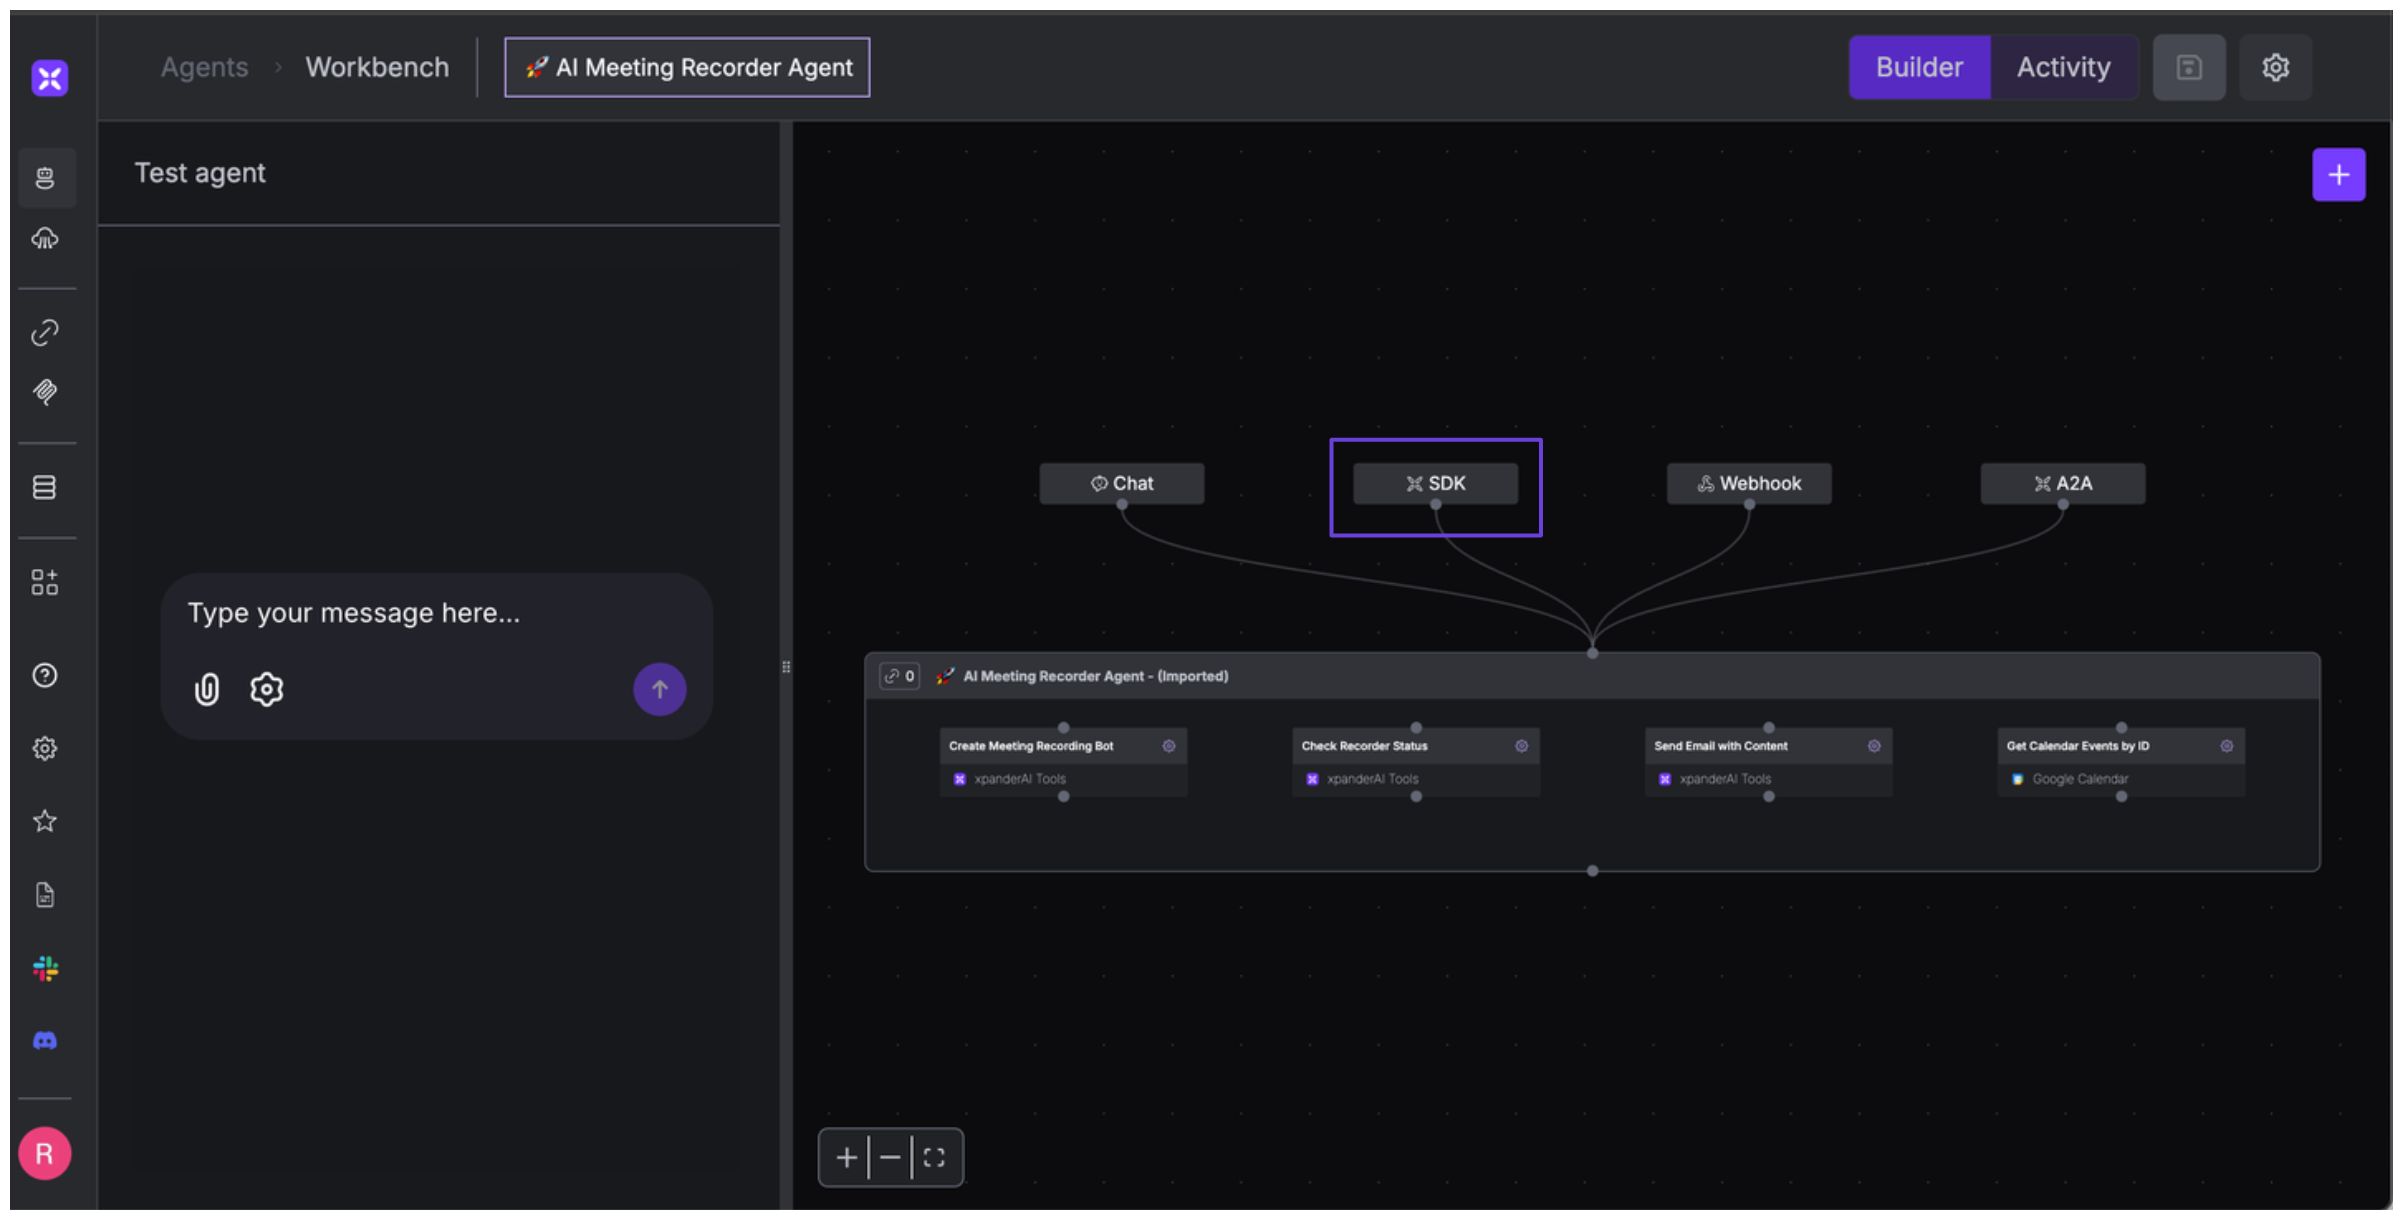 Agents > Workbench
🚀 AI Meeting Recorder Agent
Builder
Activity
Test agent
Type your message here...
Chat
SDK
Webhook
A2A
0
🚀 AI Meeting Recorder Agent - (Imported)
Create Meeting Recording Bot
xpanderAI Tools
Check Recorder Status
xpanderAI Tools
Send Email with Content
xpanderAI Tools
Get Calendar Events by ID
Google Calendar
R